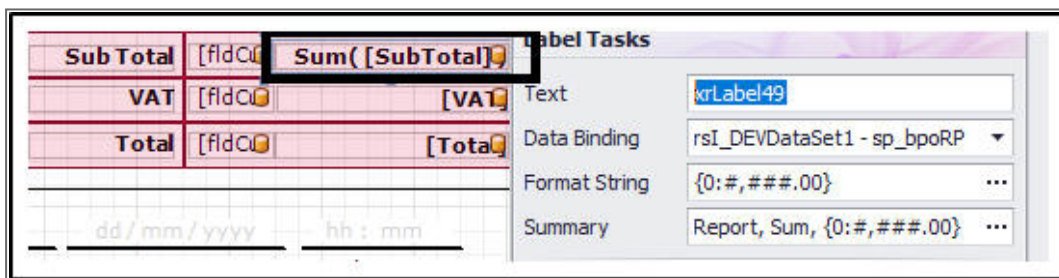 Sub Total [fldCu Sum([SubTotal])
Label Tasks
VAT [fldCu [VAT]
Text xrLabel49
Total [fldCu [Total]
Data Binding rsI_DEVDataSet1 - sp_bpoRP
Format String {0:#,###.00} ...
dd / mm / yyyy hh : mm
Summary Report, Sum, {0:#,###.00} ...